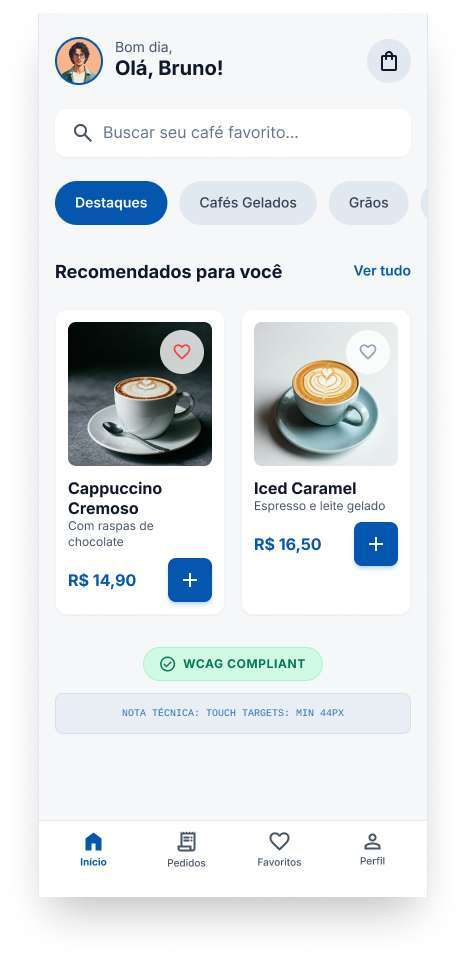 Bom dia,
Olá, Bruno!
Buscar seu café favorito...
Destaques
Cafés Gelados
Grãos
Recomendados para você
Ver tudo
Cappuccino
Cremoso
Com raspas de
chocolate
R$ 14,90
Iced Caramel
Espresso e leite gelado
R$ 16,50
WCAG COMPLIANT
NOTA TÉCNICA: TOUCH TARGETS: MIN 44PX
Início
Pedidos
Favoritos
Perfil